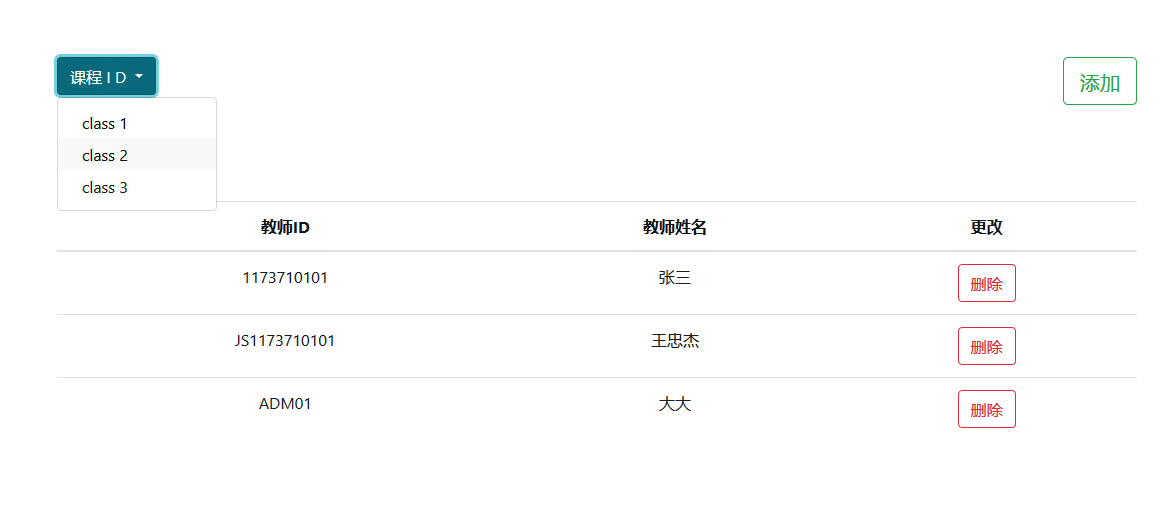 课程 I D
添加
class 1
class 2
class 3
教师ID 教师姓名 更改
1173710101 张三 删除
JS1173710101 王忠杰 删除
ADM01 大大 删除